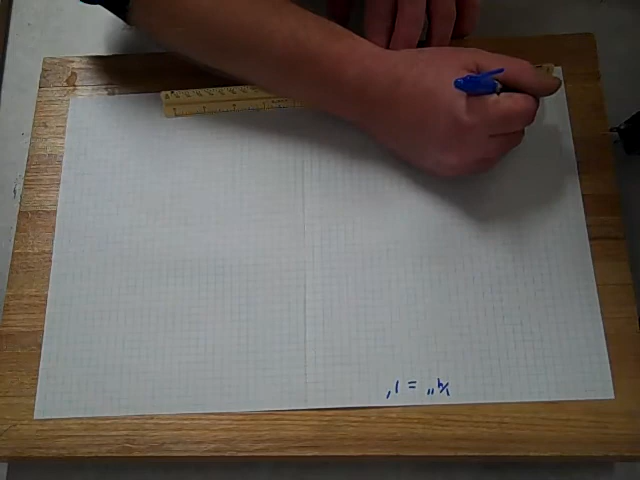 1/4" = 1'